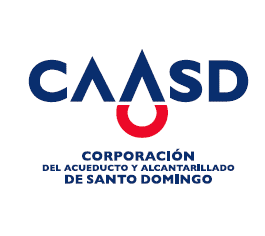 CAASD
CORPORACIÓN
DEL ACUEDUCTO Y ALCANTARILLADO
DE SANTO DOMINGO